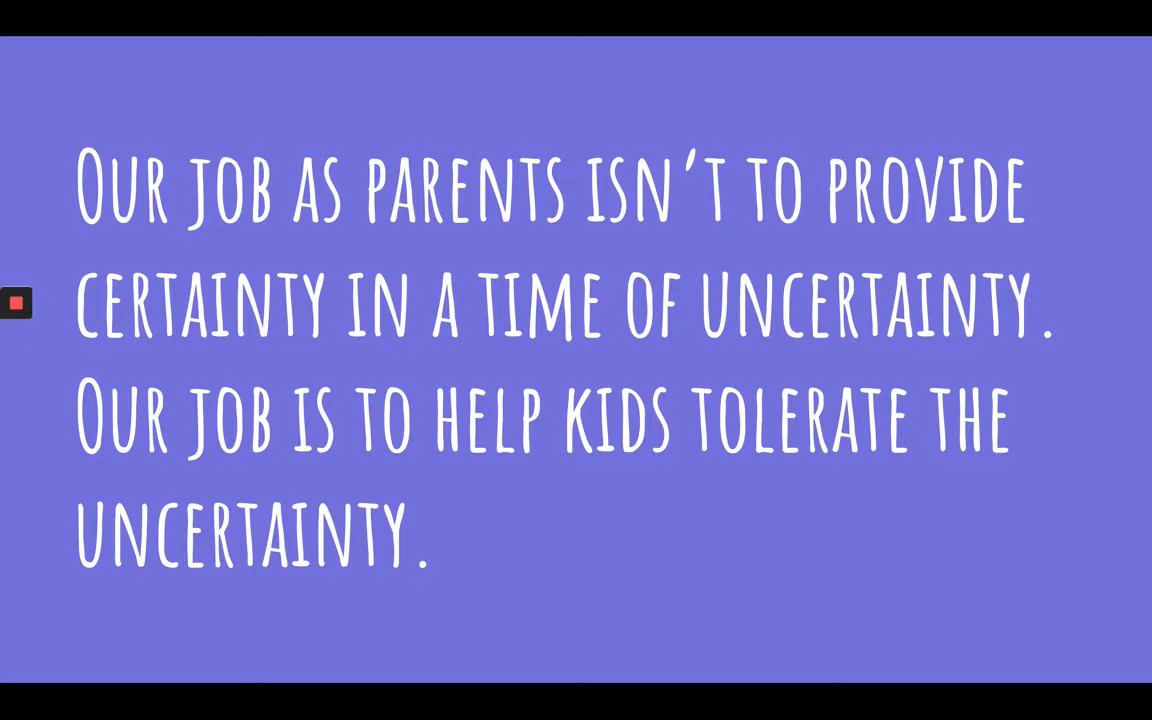 Our job as parents isn't to provide
certainty in a time of uncertainty.
Our job is to help kids tolerate the
uncertainty.